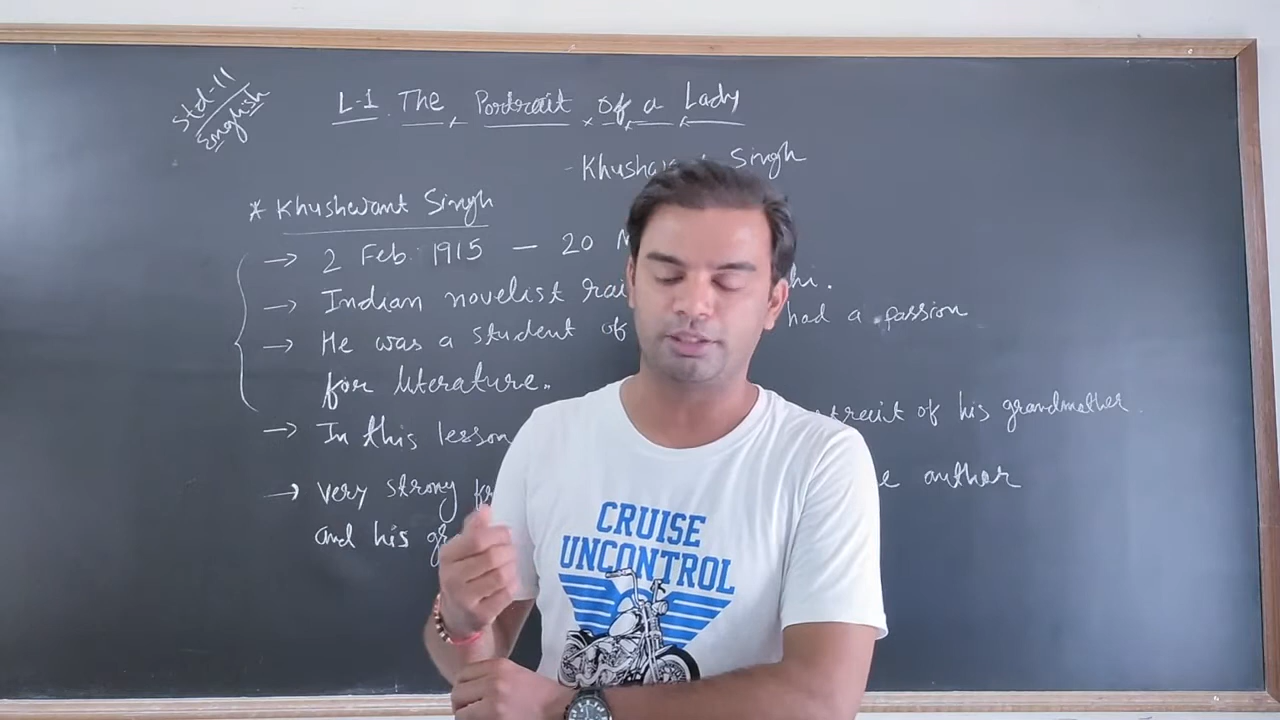 Std-11
English
L-1. The Portrait of a Lady
- Singh
* Khushwant Singh
→ 2 Feb. 1915 — 20
→ Indian novelist
→ He was a student of had a passion
for literature.
→ In this lesson of his grandmother.
→ Very strong author
and his
CRUISE
UNCONTROL